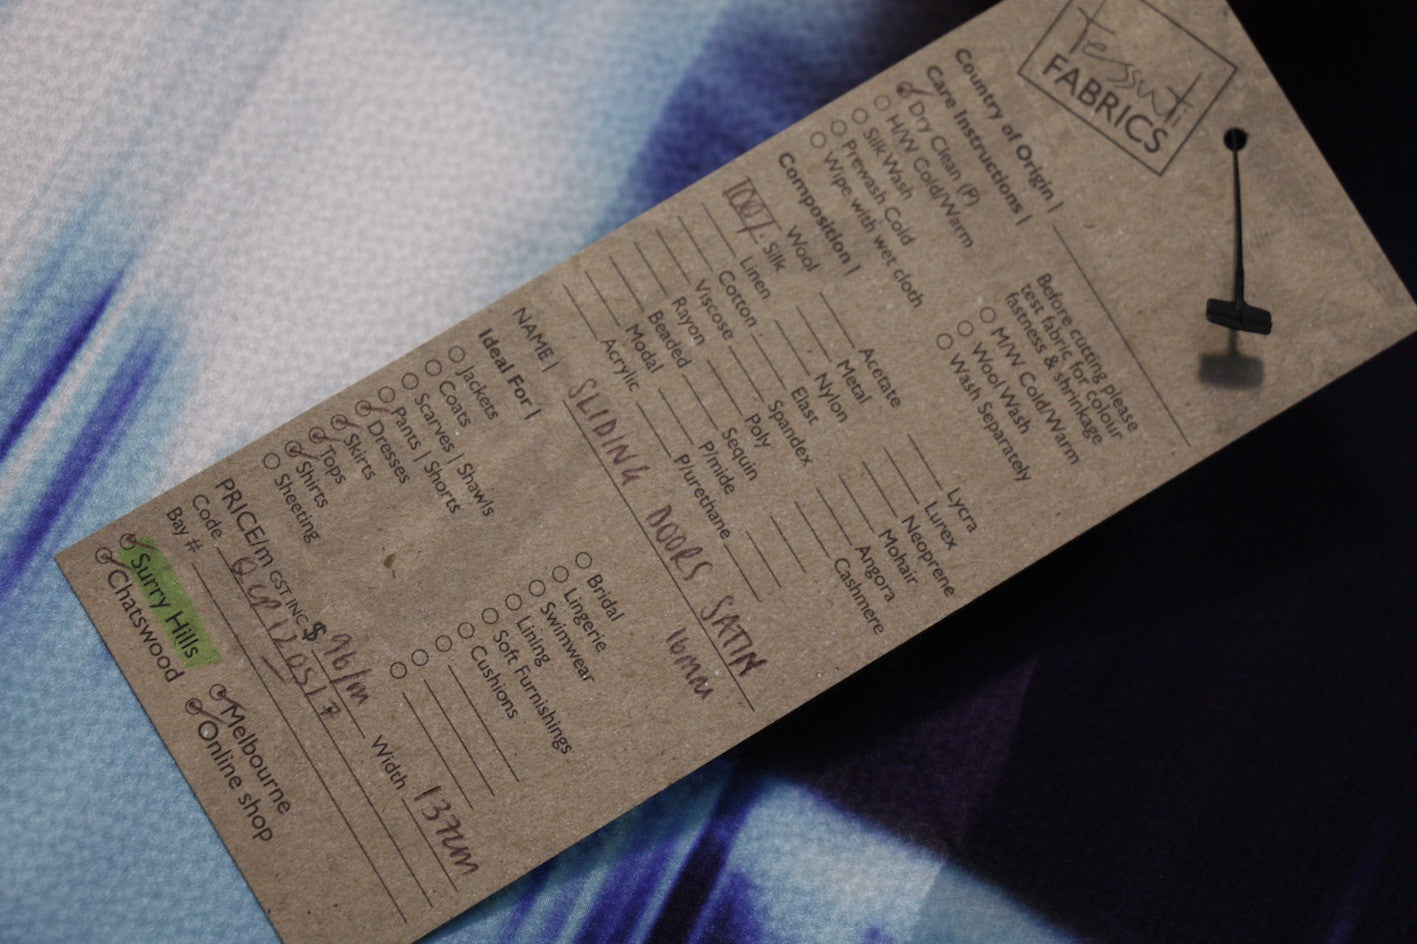 Tessuti
FABRICS
Country of Origin |
Care Instructions |
Before cutting please
test fabric for colour
fastness & shrinkage
Dry Clean (P)
H/W Cold/Warm
Silk Wash
Prewash Cold
Wipe with wet cloth
M/W Cold/Warm
Wool Wash
Wash Separately
Composition |
Wool
100% Silk
Linen
Cotton
Viscose
Rayon
Beaded
Modal
Acrylic
Acetate
Metal
Nylon
Elast
Spandex
Poly
Sequin
P/mide
P/urethane
Lycra
Lurex
Neoprene
Mohair
Angora
Cashmere
NAME | SLIDING DOORS SATIN
16mm
Ideal For |
Jackets
Coats
Scarves | Shawls
Pants | Shorts
Dresses
Skirts
Tops
Shirts
Sheeting
Bridal
Lingerie
Swimwear
Lining
Soft Furnishings
Cushions
PRICE/m GST INC $ 96/m Width 137cm
Code
Bay #
Surry Hills
Chatswood
Melbourne
Online shop